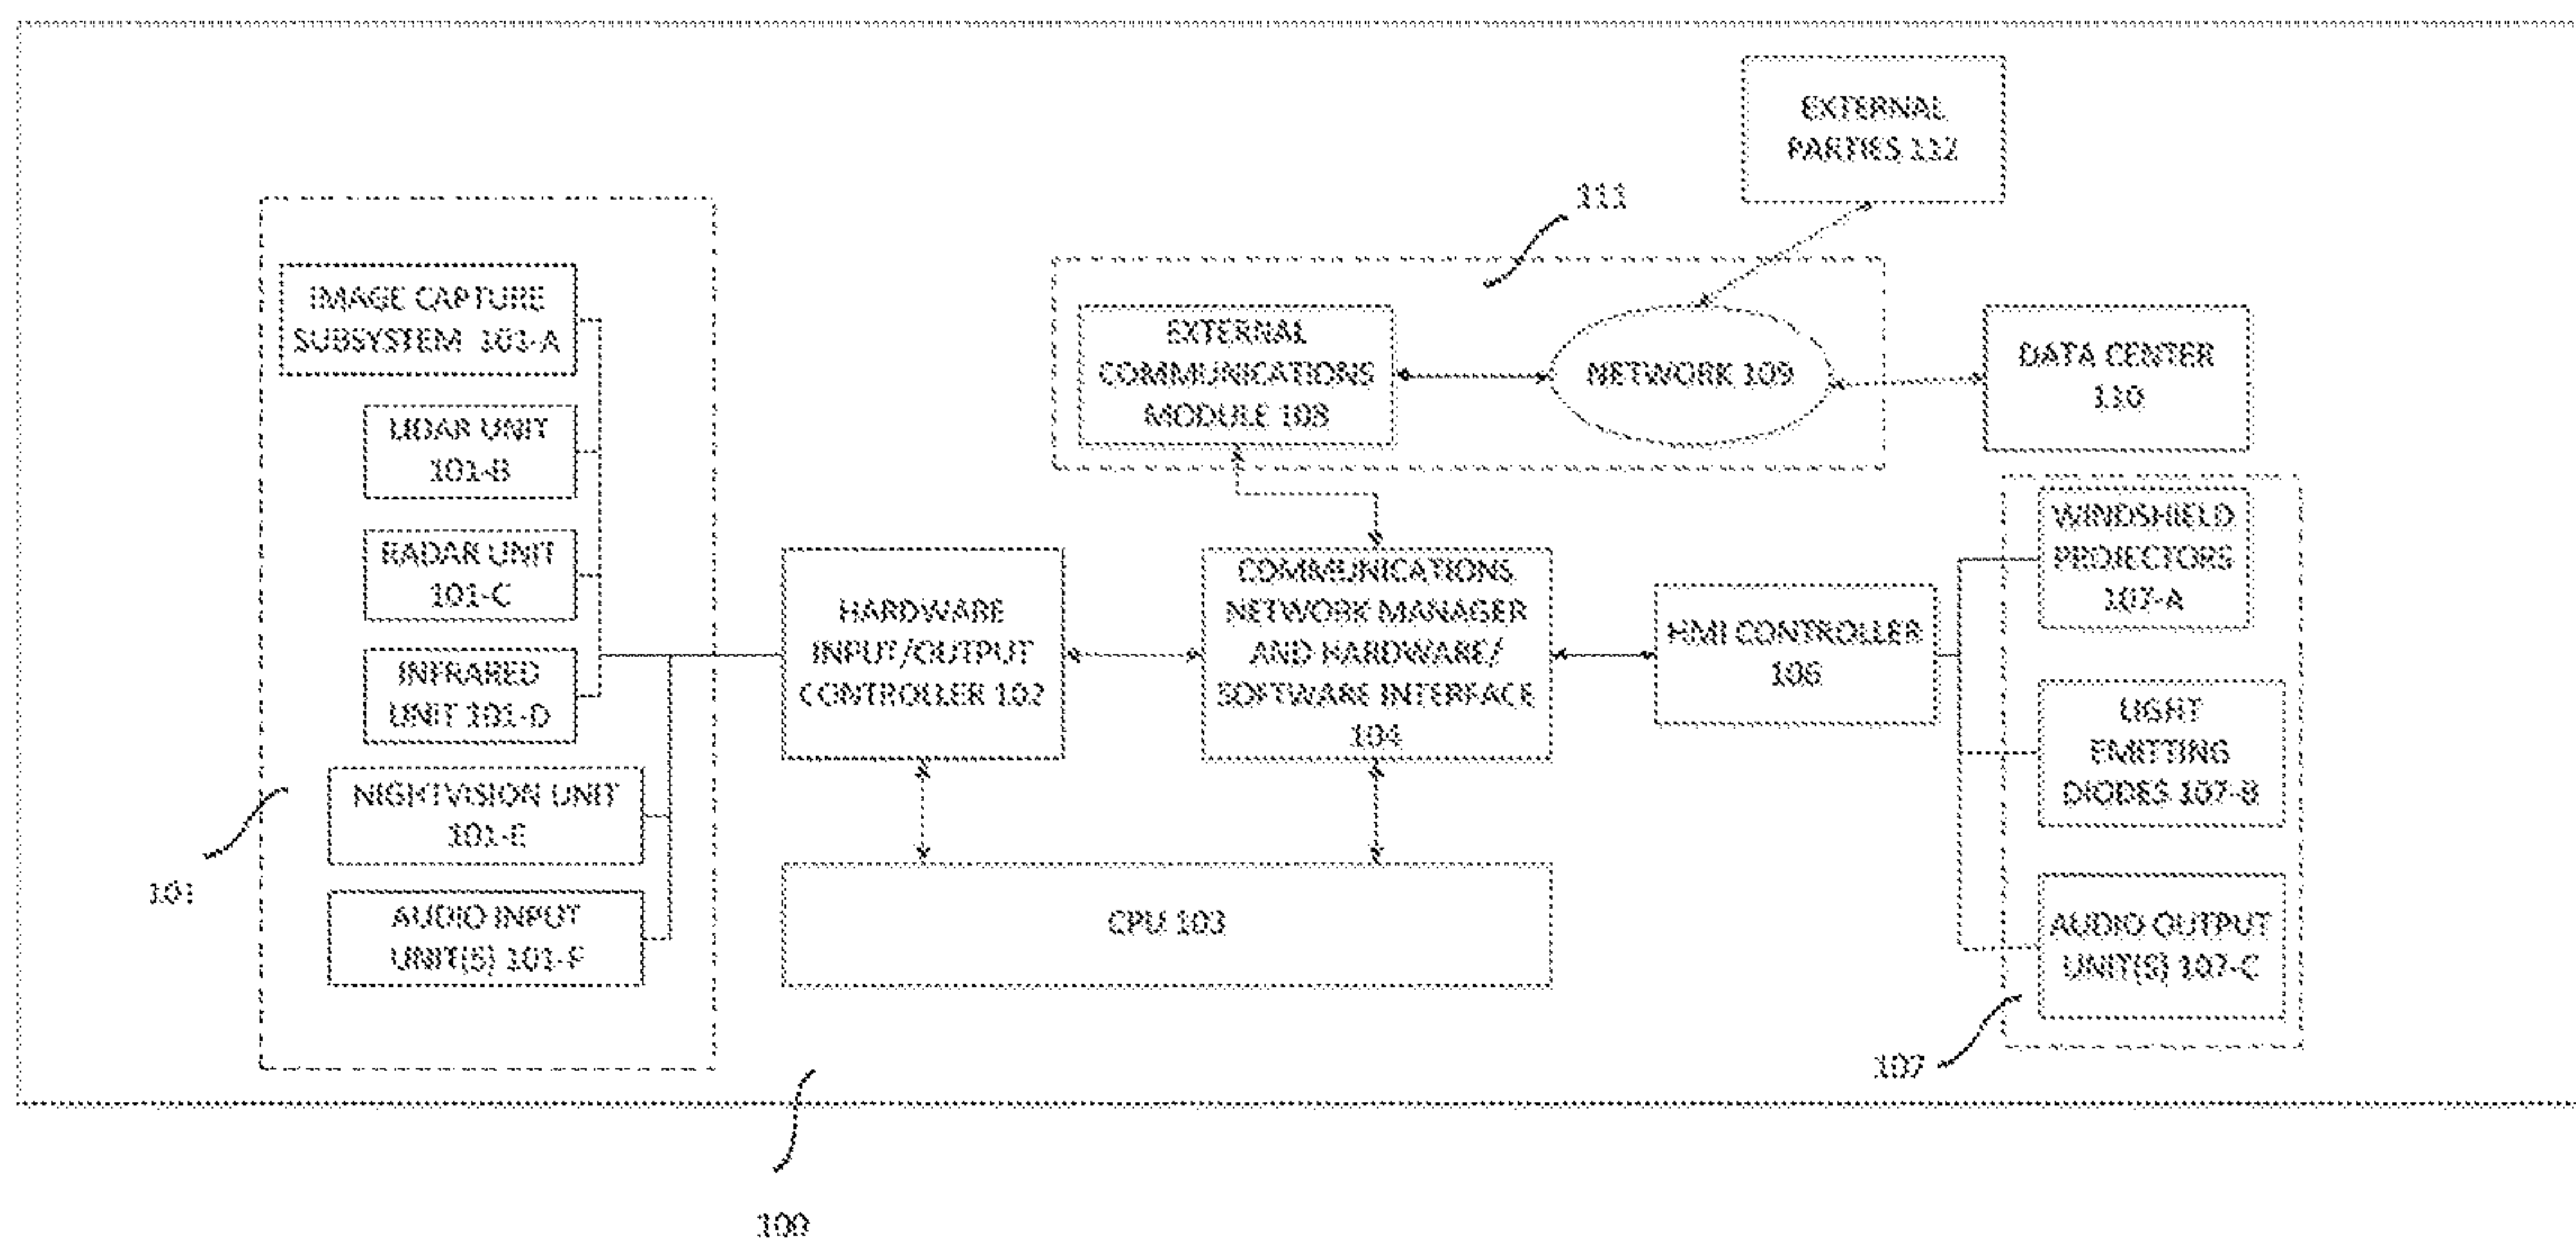 EXTERNAL
PARTIES 112
111
IMAGE CAPTURE
SUBSYSTEM 101-A
LIDAR UNIT
101-B
RADAR UNIT
101-C
INFRARED
UNIT 101-D
NIGHTVISION UNIT
101-E
AUDIO INPUT
UNIT(S) 101-F
101
EXTERNAL
COMMUNICATIONS
MODULE 108
NETWORK 109
DATA CENTER
110
HARDWARE
INPUT/OUTPUT
CONTROLLER 102
COMMUNICATIONS
NETWORK MANAGER
AND HARDWARE/
SOFTWARE INTERFACE
104
HMI CONTROLLER
106
WINDSHIELD
PROJECTORS
107-A
LIGHT
EMITTING
DIODES 107-B
AUDIO OUTPUT
UNIT(S) 107-C
CPU 103
107
100